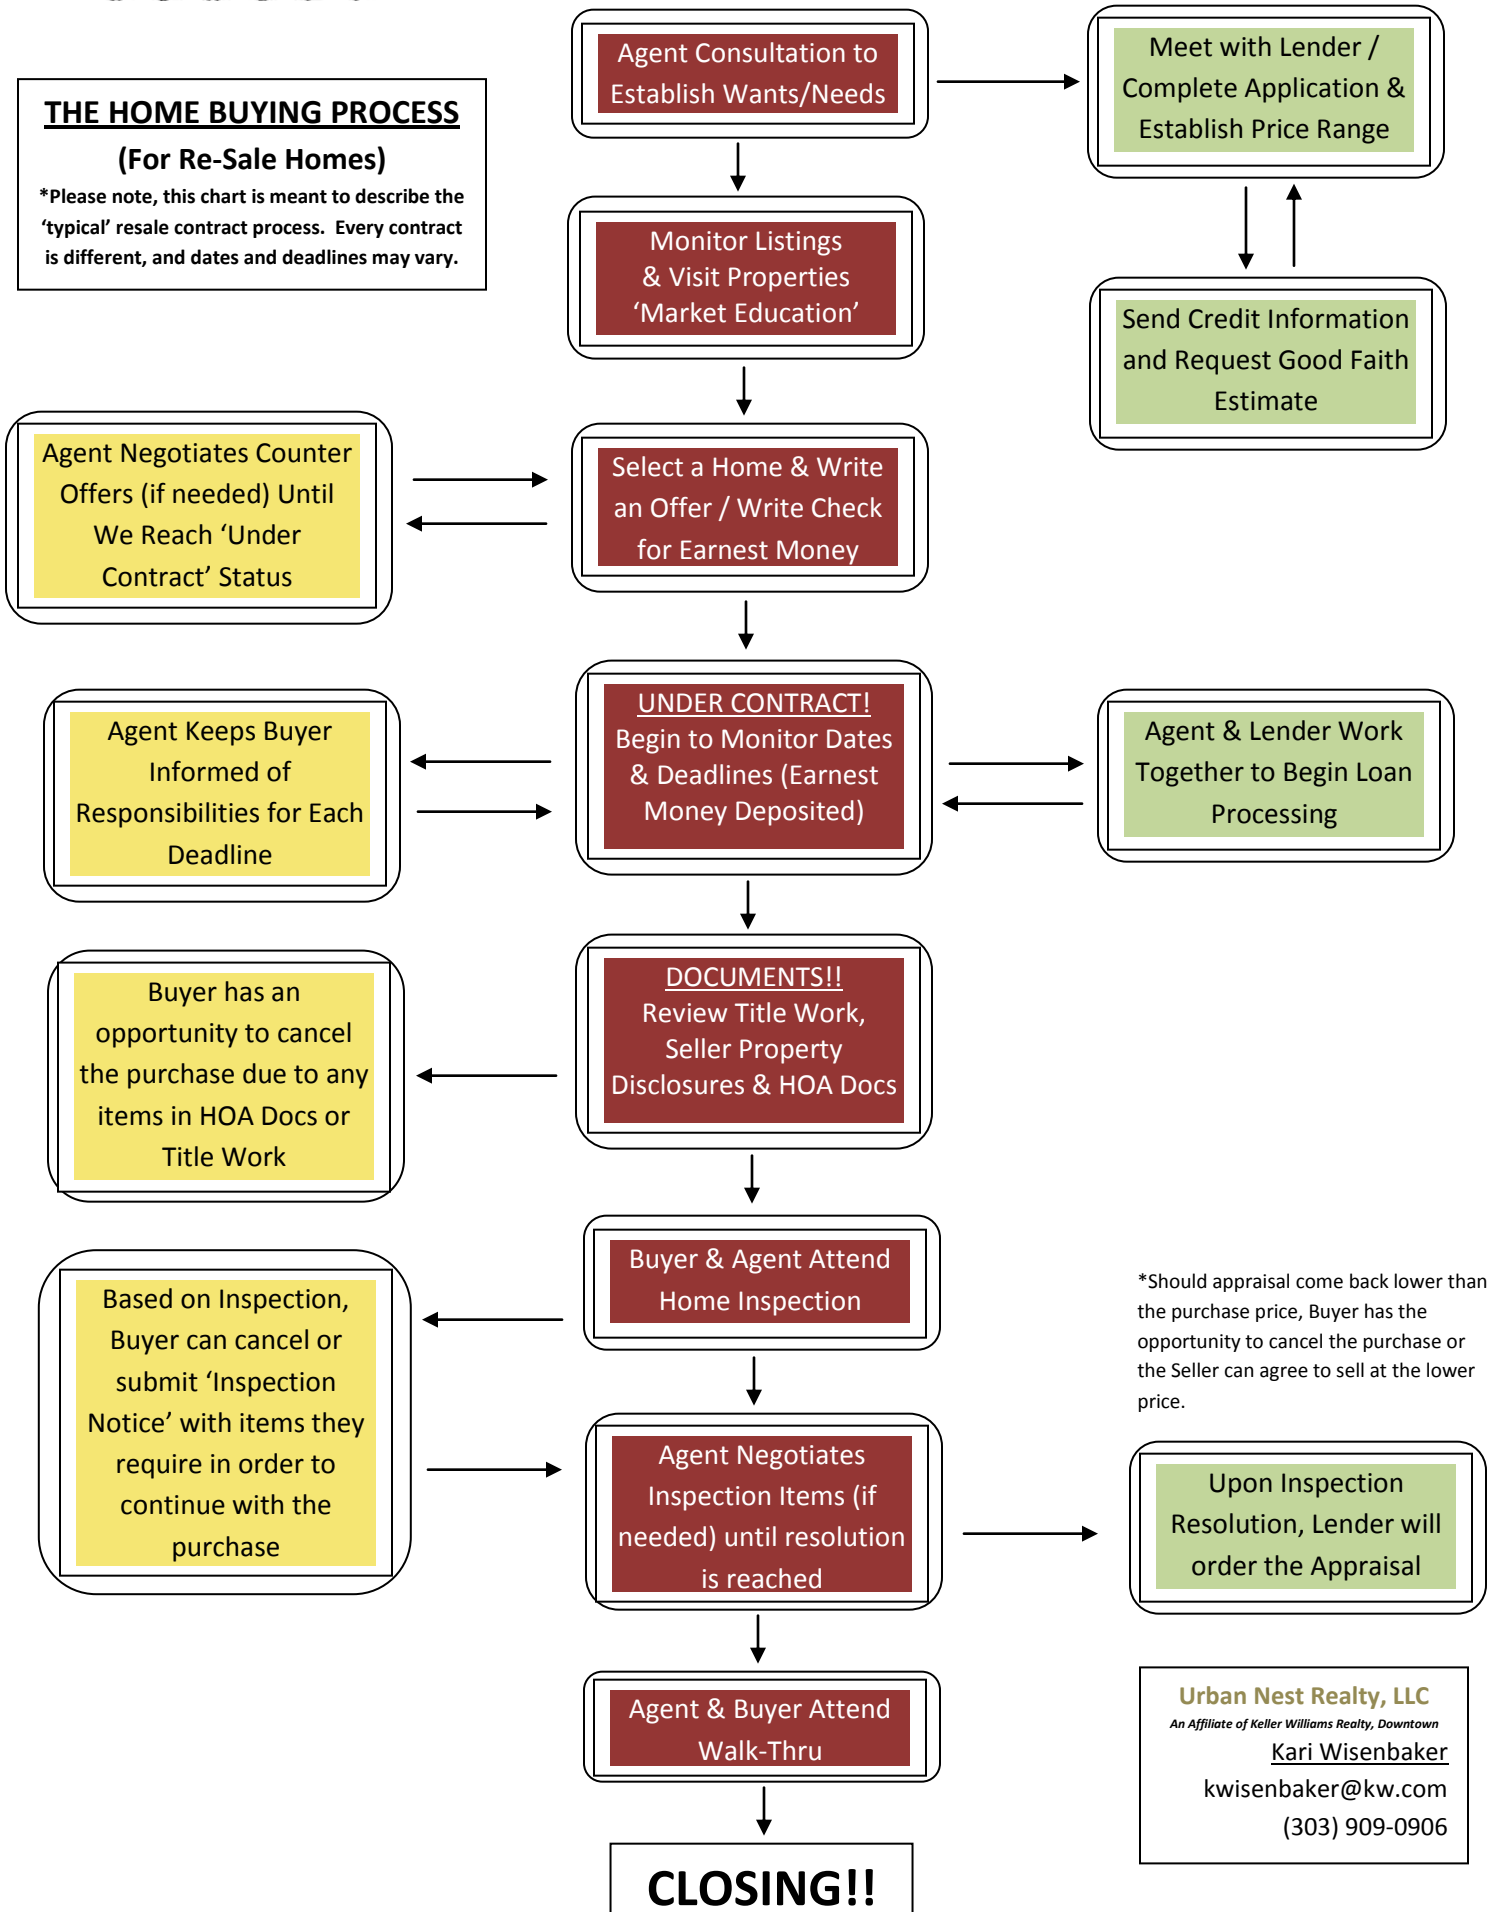 Agent Consultation to
Establish Wants/Needs
Meet with Lender /
Complete Application &
Establish Price Range
THE HOME BUYING PROCESS
(For Re-Sale Homes)
*Please note, this chart is meant to describe the
‘typical’ resale contract process. Every contract
is different, and dates and deadlines may vary.
Monitor Listings
& Visit Properties
‘Market Education’
Send Credit Information
and Request Good Faith
Estimate
Agent Negotiates Counter
Offers (if needed) Until
We Reach ‘Under
Contract’ Status
Select a Home & Write
an Offer / Write Check
for Earnest Money
Agent Keeps Buyer
Informed of
Responsibilities for Each
Deadline
UNDER CONTRACT!
Begin to Monitor Dates
& Deadlines (Earnest
Money Deposited)
Agent & Lender Work
Together to Begin Loan
Processing
Buyer has an
opportunity to cancel
the purchase due to any
items in HOA Docs or
Title Work
DOCUMENTS!!
Review Title Work,
Seller Property
Disclosures & HOA Docs
Buyer & Agent Attend
Home Inspection
Based on Inspection,
Buyer can cancel or
submit ‘Inspection
Notice’ with items they
require in order to
continue with the
purchase
*Should appraisal come back lower than
the purchase price, Buyer has the
opportunity to cancel the purchase or
the Seller can agree to sell at the lower
price.
Agent Negotiates
Inspection Items (if
needed) until resolution
is reached
Upon Inspection
Resolution, Lender will
order the Appraisal
Agent & Buyer Attend
Walk-Thru
Urban Nest Realty, LLC
An Affiliate of Keller Williams Realty, Downtown
Kari Wisenbaker
kwisenbaker@kw.com
(303) 909-0906
CLOSING!!